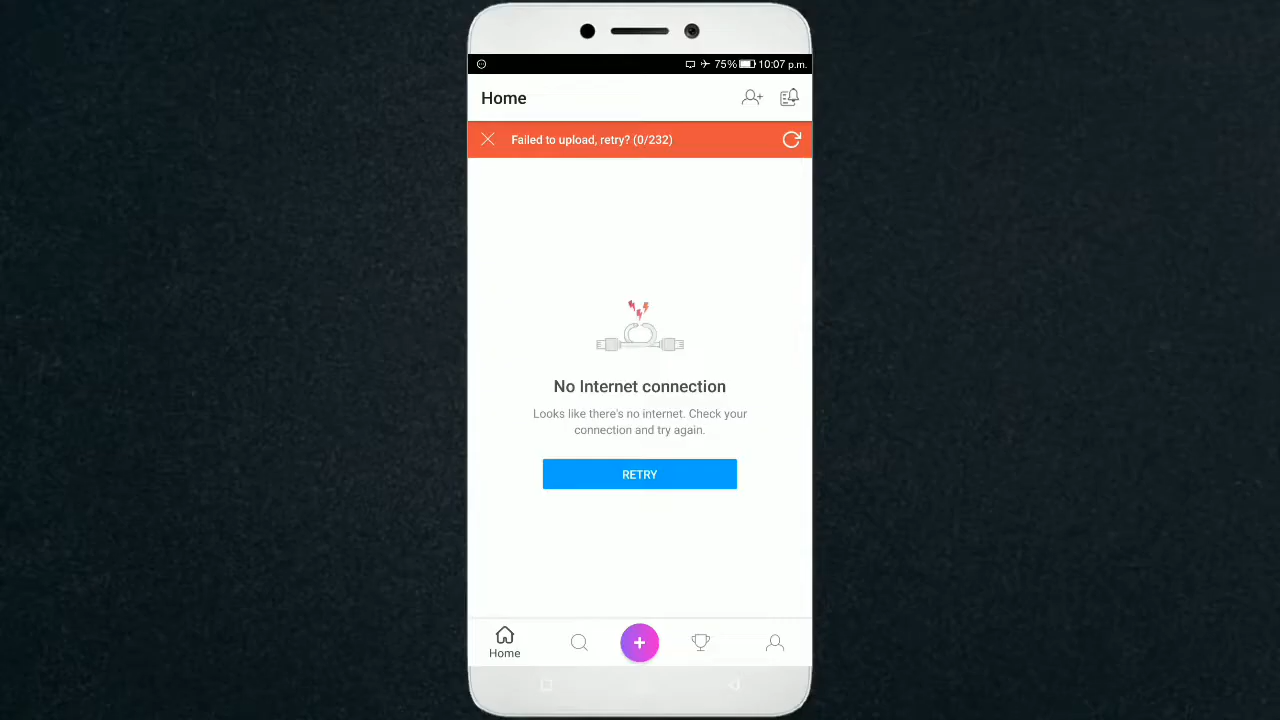 75% 10:07 p.m.
Home
Failed to upload, retry? (0/232)
No Internet connection
Looks like there's no internet. Check your
connection and try again.
RETRY
Home